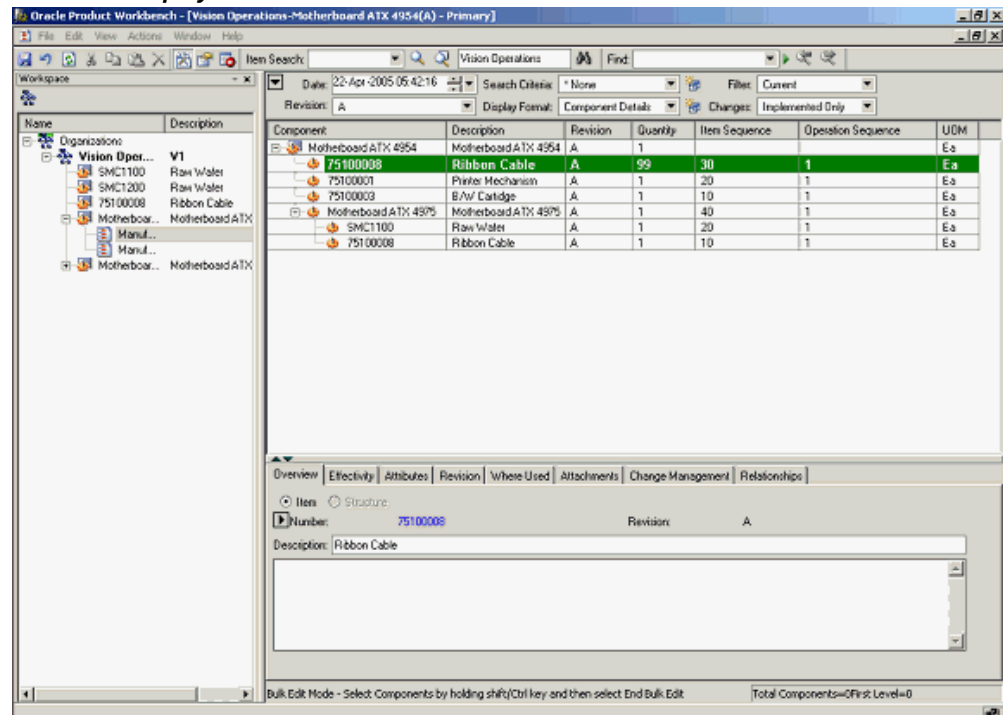 Oracle Product Workbench - [Vision Operations-Motherboard ATX 4954(A) - Primary]
File Edit View Actions Window Help
Item Search: Vision Operations Find:
Workspace
Date: 22-Apr-2005 05:42:16 Search Criteria: * None Filter: Current
Revision: A Display Format: Component Details Changes: Implemented Only
Name Description
Organizations
Vision Oper... V1
SMC1100 Raw Wafer
SMC1200 Raw Wafer
75100008 Ribbon Cable
Motherboar... Motherboard ATX
Manuf...
Manuf...
Motherboar... Motherboard ATX
Component Description Revision Quantity Item Sequence Operation Sequence UOM
Motherboard ATX 4954 Motherboard ATX 4954 A 1 Ea
75100008 Ribbon Cable A 99 30 1 Ea
75100001 Printer Mechanism A 1 20 1 Ea
75100003 B/W Cartidge A 1 10 1 Ea
Motherboard ATX 4975 Motherboard ATX 4975 A 1 40 1 Ea
SMC1100 Raw Wafer A 1 20 1 Ea
75100008 Ribbon Cable A 1 10 1 Ea
Overview Effectivity Attributes Revision Where Used Attachments Change Management Relationships
Item Structure
Number: 75100008 Revision: A
Description: Ribbon Cable
Bulk Edit Mode - Select Components by holding shift/Ctrl key and then select End Bulk Edit Total Components=0First Level=0